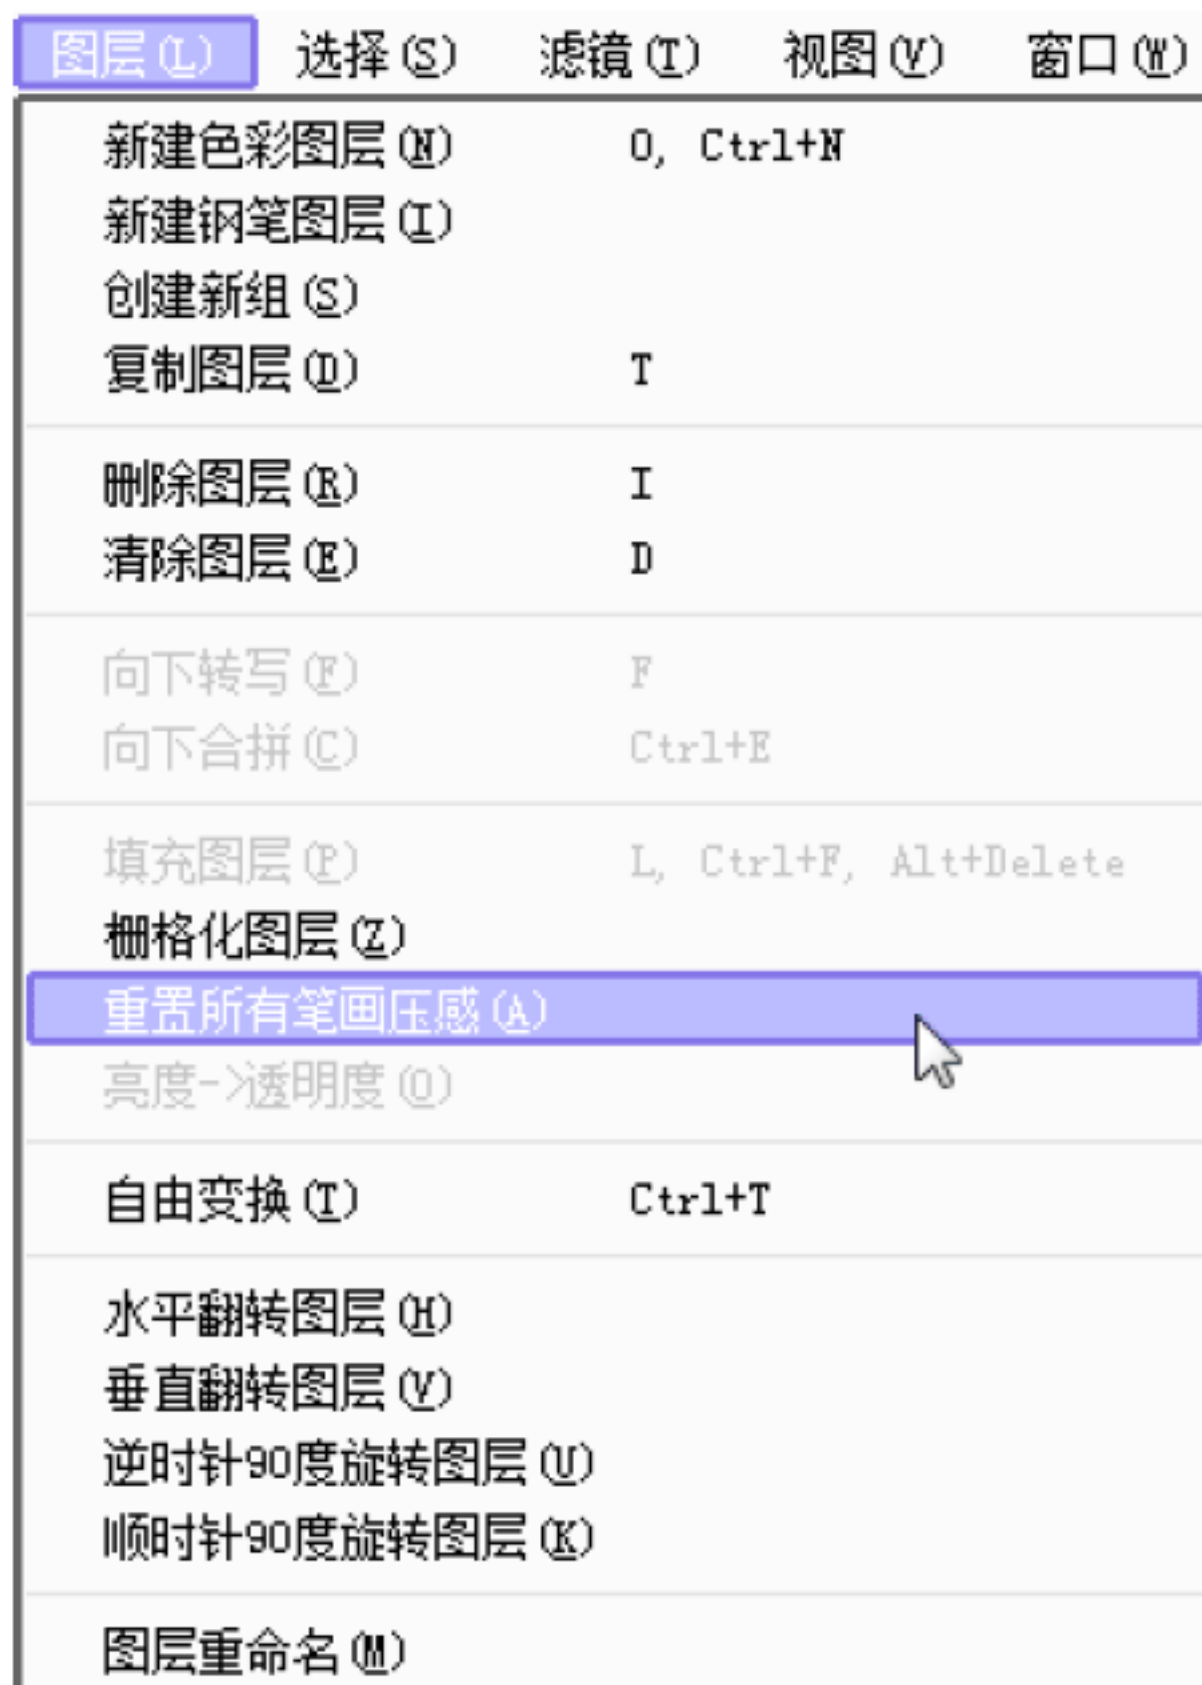 图层(L) 选择(S) 滤镜(T) 视图(V) 窗口(W)
新建色彩图层(N) O, Ctrl+N
新建钢笔图层(I)
创建新组(S)
复制图层(D) T
删除图层(R) I
清除图层(E) D
向下转写(F) F
向下合拼(C) Ctrl+E
填充图层(P) L, Ctrl+F, Alt+Delete
栅格化图层(Z)
重置所有笔画压感(A)
亮度->透明度(O)
自由变换(T) Ctrl+T
水平翻转图层(H)
垂直翻转图层(V)
逆时针90度旋转图层(U)
顺时针90度旋转图层(K)
图层重命名(M)